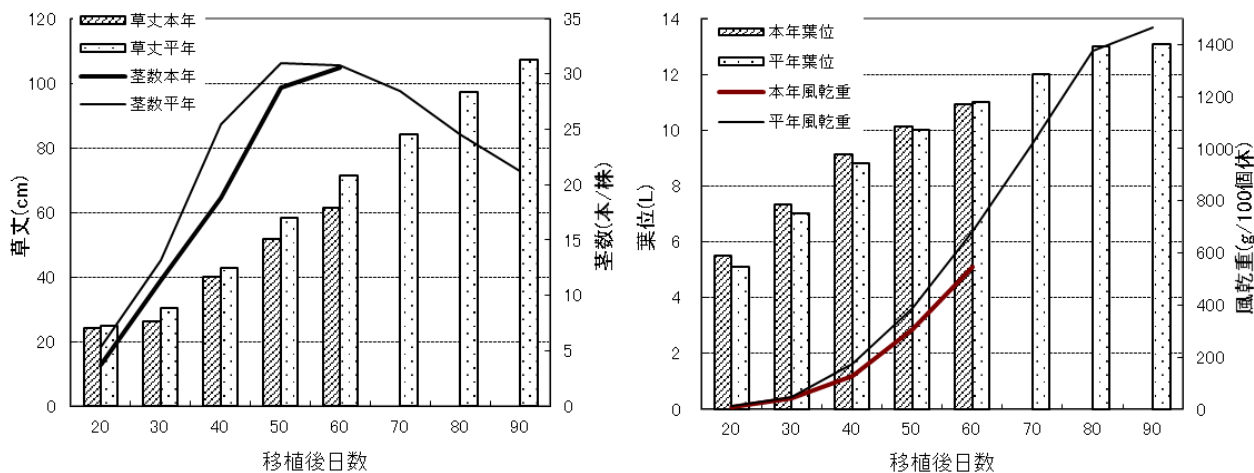 草丈本年
草丈平年
茎数本年
茎数平年
120
100
80
60
40
20
0
草丈(cm)
35
30
25
20
15
10
5
0
茎数(本/株)
20 30 40 50 60 70 80 90
移植後日数
本年葉位
平年葉位
本年風乾重
平年風乾重
14
12
10
8
6
4
2
0
葉位(L)
1400
1200
1000
800
600
400
200
0
風乾重(g/100個休)
20 30 40 50 60 70 80 90
移植後日数